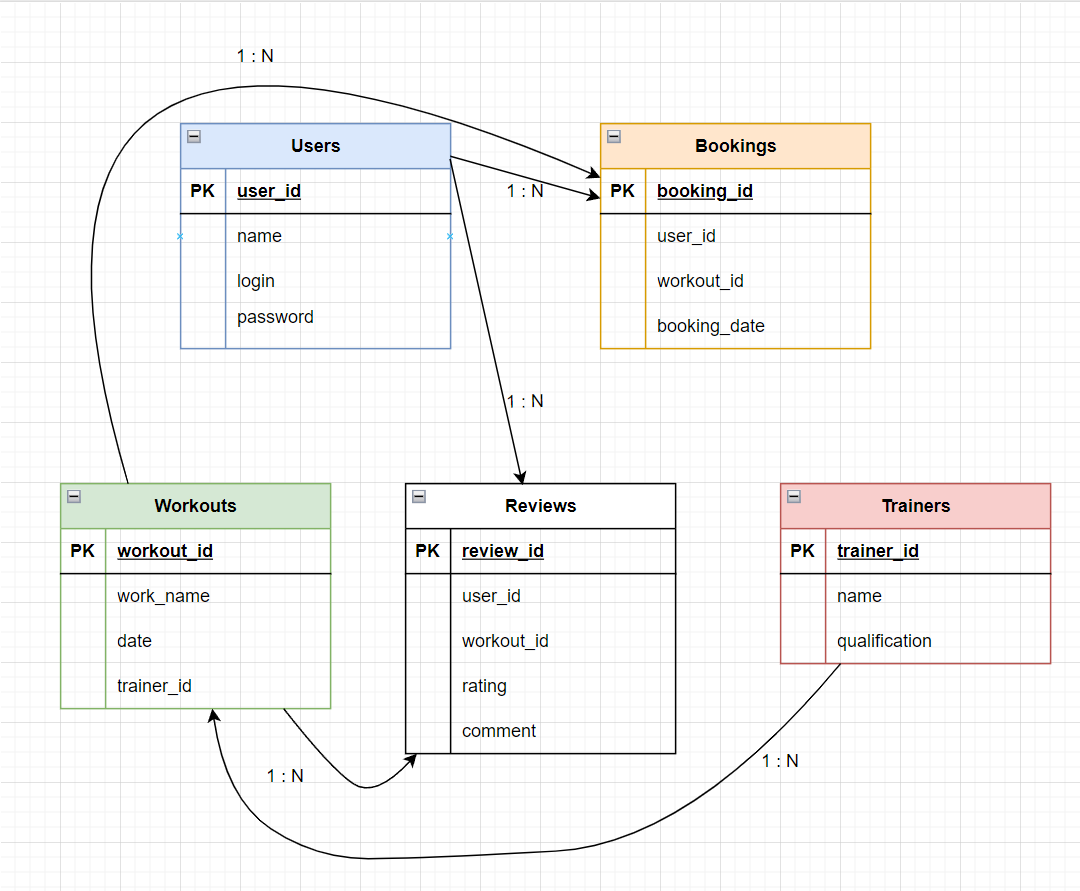 1 : N
Users
PK user_id
name
login
password
1 : N
Bookings
PK booking_id
user_id
workout_id
booking_date
1 : N
Workouts
PK workout_id
work_name
date
trainer_id
Reviews
PK review_id
user_id
workout_id
rating
comment
Trainers
PK trainer_id
name
qualification
1 : N
1 : N